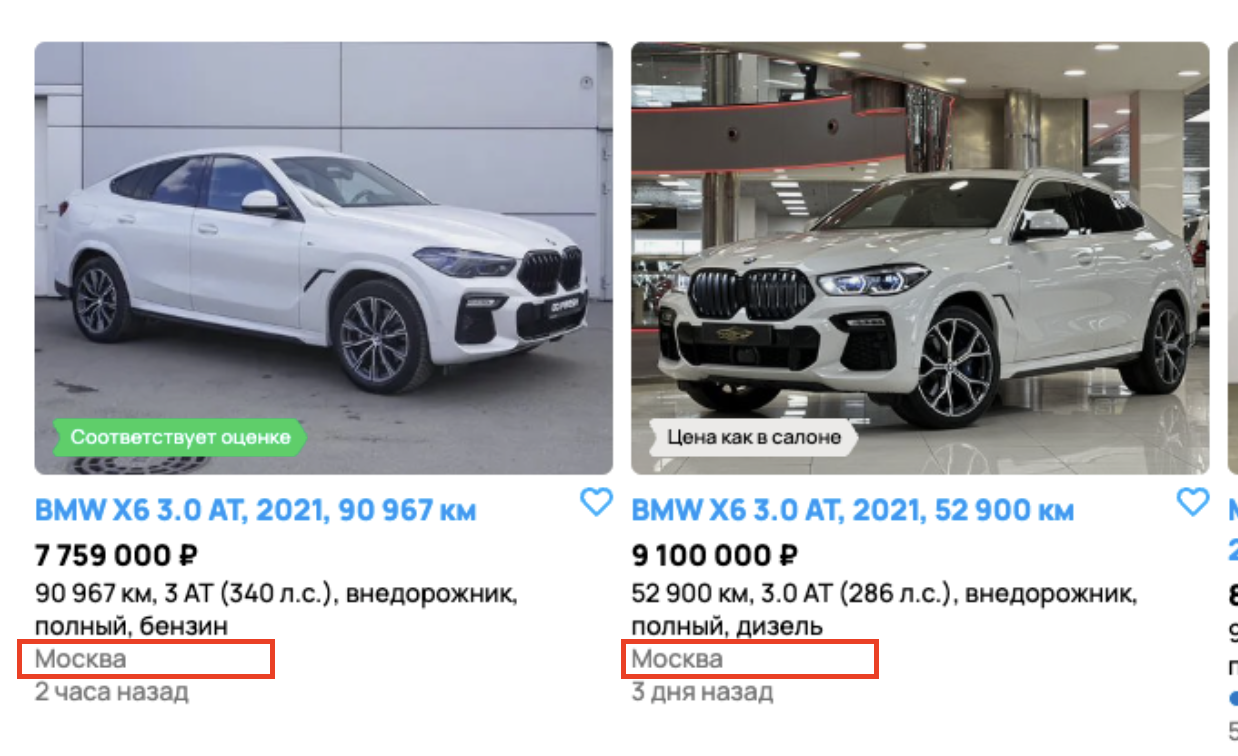 Соответствует оценке
BMW X6 3.0 AT, 2021, 90 967 км
7 759 000 ₽
90 967 км, 3 AT (340 л.с.), внедорожник,
полный, бензин
Москва
2 часа назад
Цена как в салоне
BMW X6 3.0 AT, 2021, 52 900 км
9 100 000 ₽
52 900 км, 3.0 AT (286 л.с.), внедорожник,
полный, дизель
Москва
3 дня назад